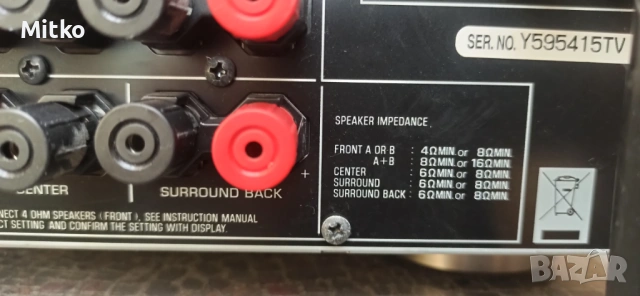 Mitko
SER. NO. Y595415TV
SPEAKER IMPEDANCE
FRONT A OR B : 4ΩMIN. or 8ΩMIN.
A+B : 8ΩMIN. or 16ΩMIN.
CENTER : 6ΩMIN. or 8ΩMIN.
SURROUND : 6ΩMIN. or 8ΩMIN.
SURROUND BACK : 6ΩMIN. or 8ΩMIN.
CENTER
SURROUND BACK
+
NECT 4 OHM SPEAKERS (FRONT), SEE INSTRUCTION MANUAL
ECT SETTING AND CONFIRM THE SETTING WITH DISPLAY.
BAZAR